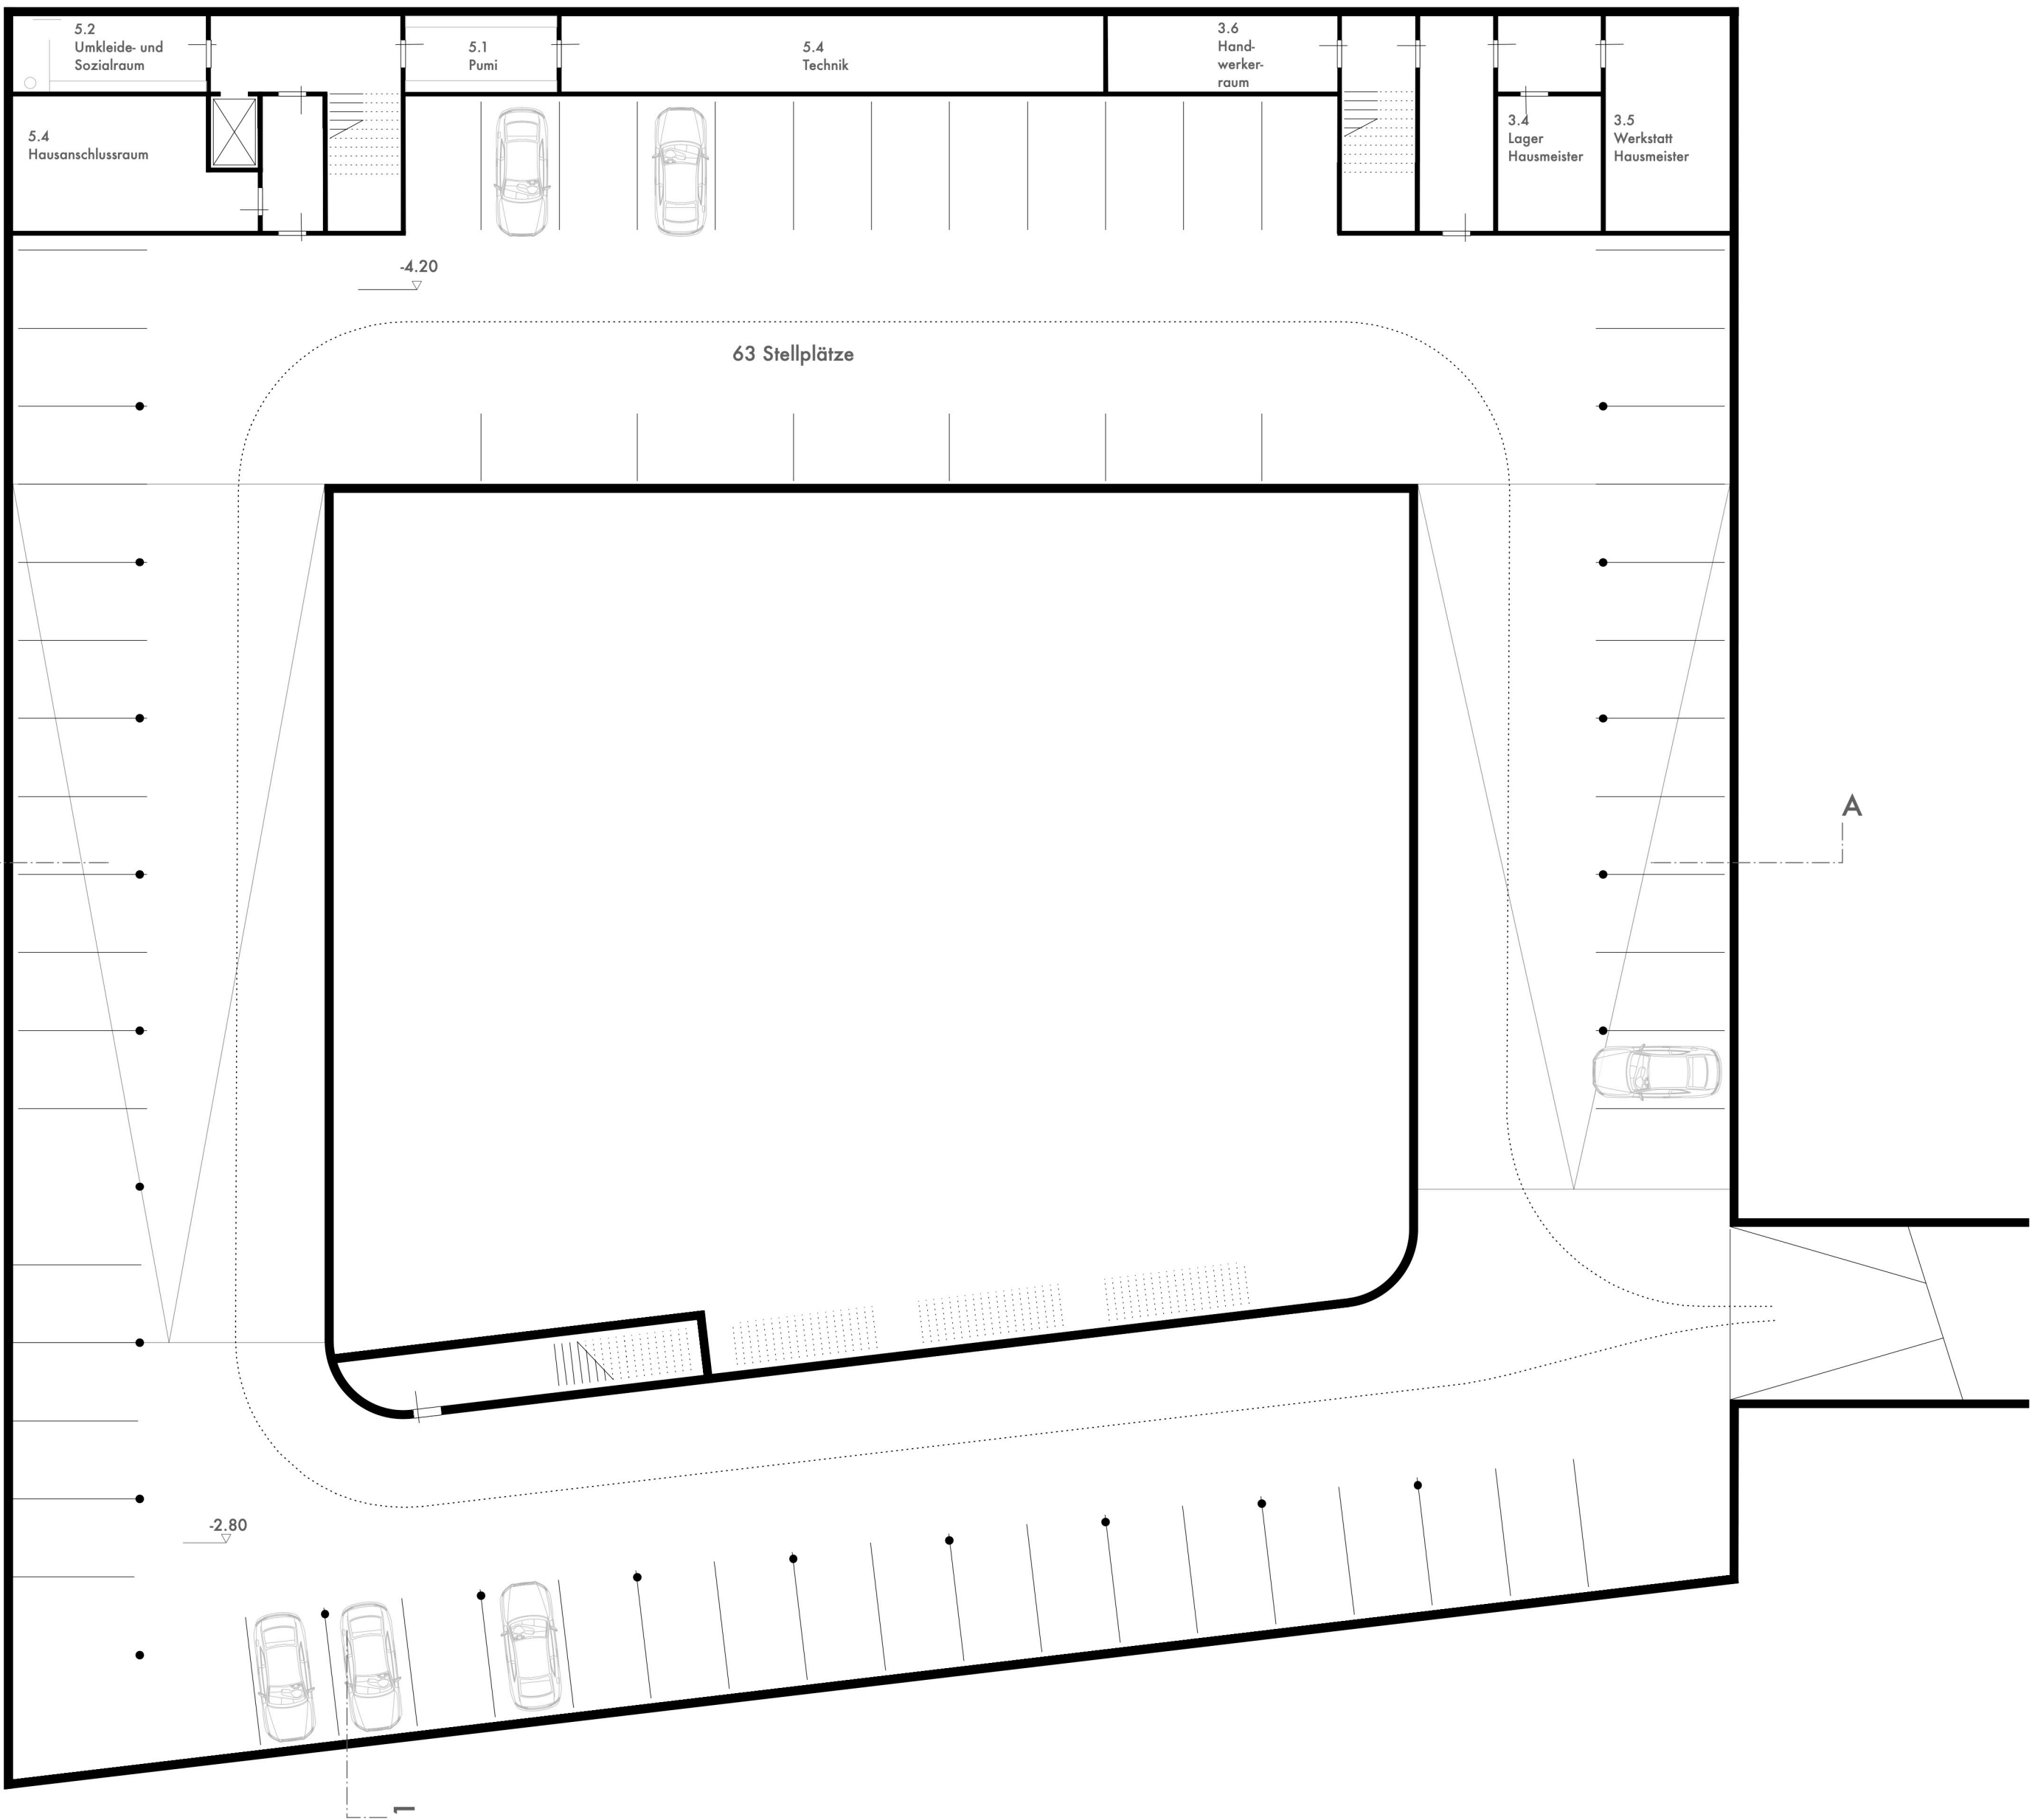 5.2
Umkleide- und
Sozialraum
5.1
Pumi
5.4
Technik
3.6
Hand-
werker-
raum
5.4
Hausanschlussraum
3.4
Lager
Hausmeister
3.5
Werkstatt
Hausmeister
-4.20
63 Stellplätze
A
-2.80
1